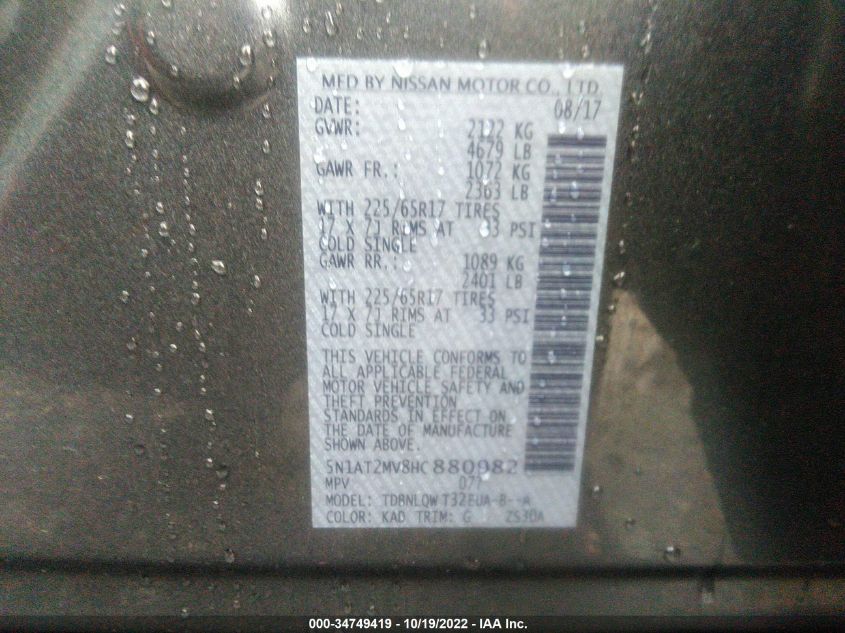 MFD BY NISSAN MOTOR CO., LTD.
DATE: 08/17
GVWR: 2122 KG
4679 LB
GAWR FR.: 1072 KG
2363 LB
WITH 225/65R17 TIRES
17 X 7J RIMS AT 33 PSI
COLD SINGLE
GAWR RR.: 1089 KG
2401 LB
WITH 225/65R17 TIRES
17 X 7J RIMS AT 33 PSI
COLD SINGLE
THIS VEHICLE CONFORMS TO
ALL APPLICABLE FEDERAL
MOTOR VEHICLE SAFETY AND
THEFT PREVENTION
STANDARDS IN EFFECT ON
THE DATE OF MANUFACTURE
SHOWN ABOVE.
5N1AT2MV8HC880982
MPV
MODEL: TDBNLQW T32EUA-B--A
COLOR: KAD TRIM: G
000-34749419 - 10/19/2022 - IAA Inc.